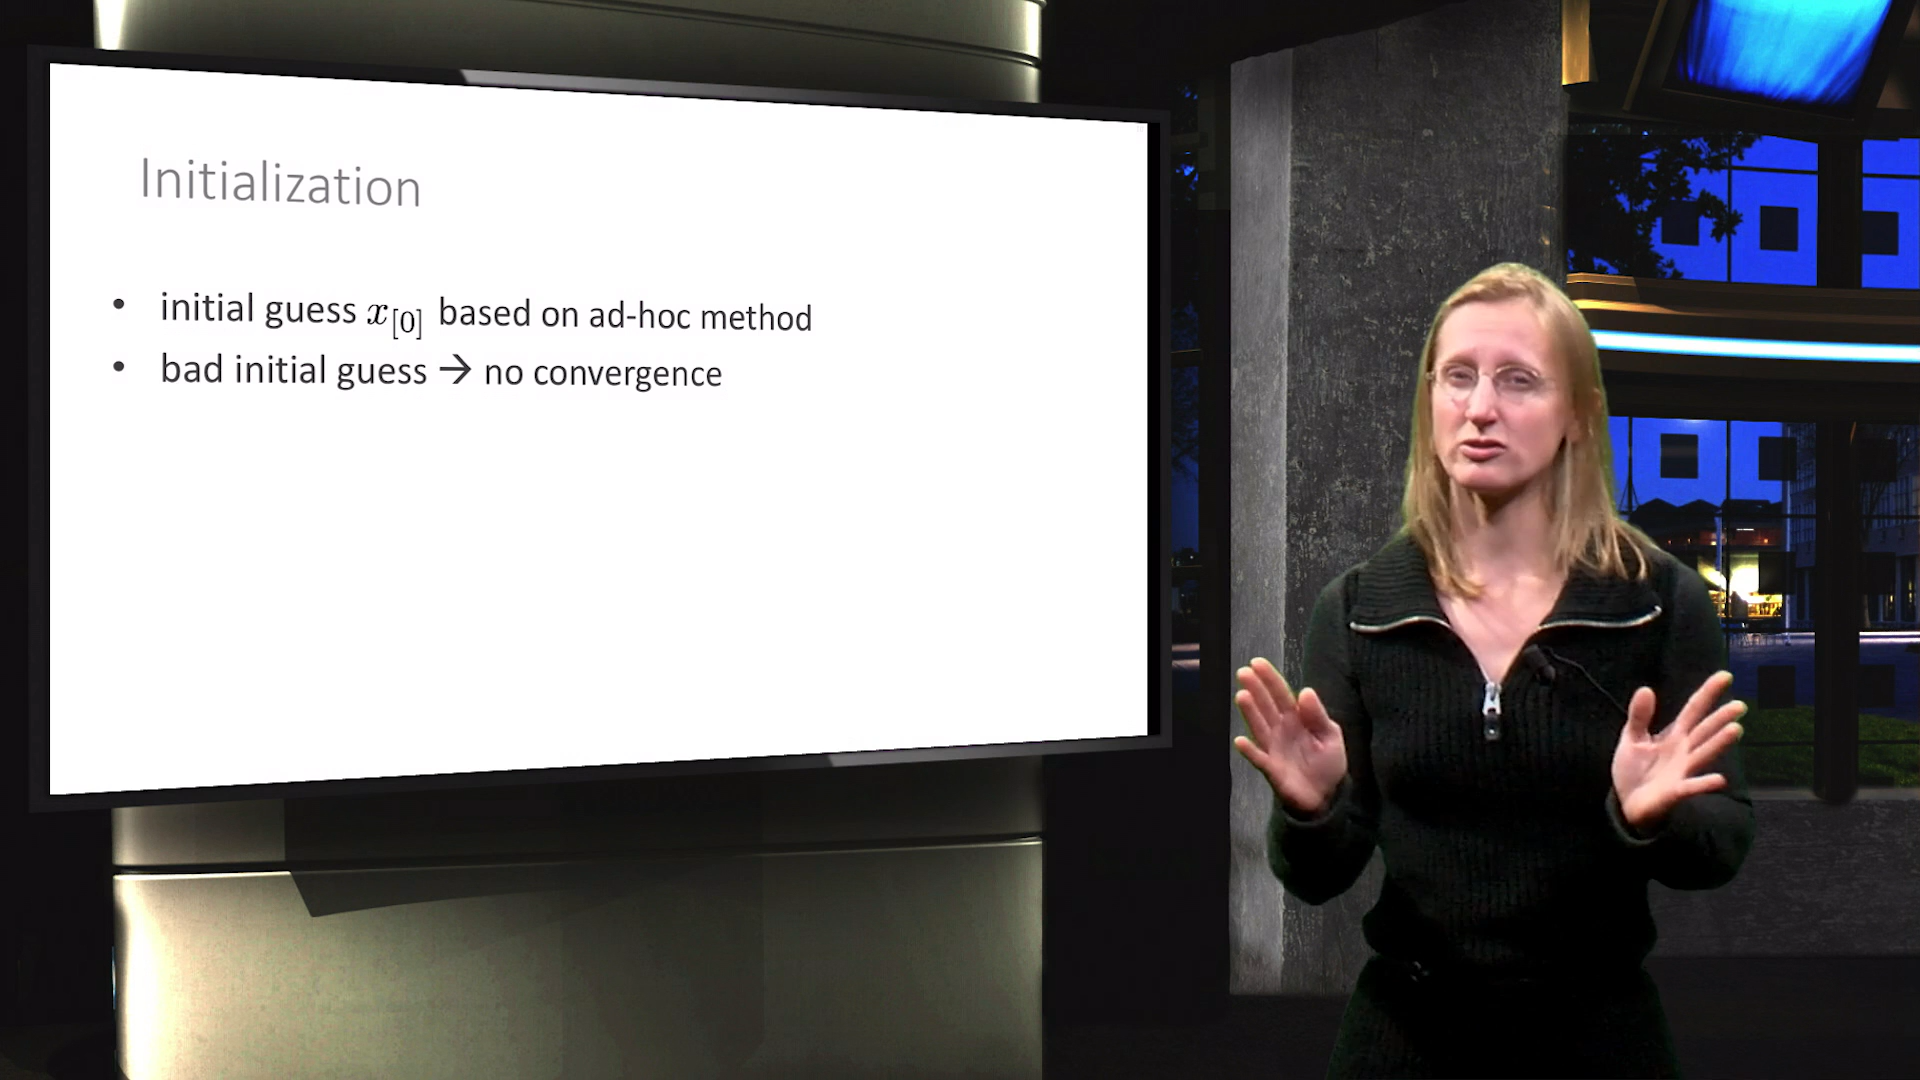 Initialization
• initial guess x[0] based on ad-hoc method
• bad initial guess → no convergence